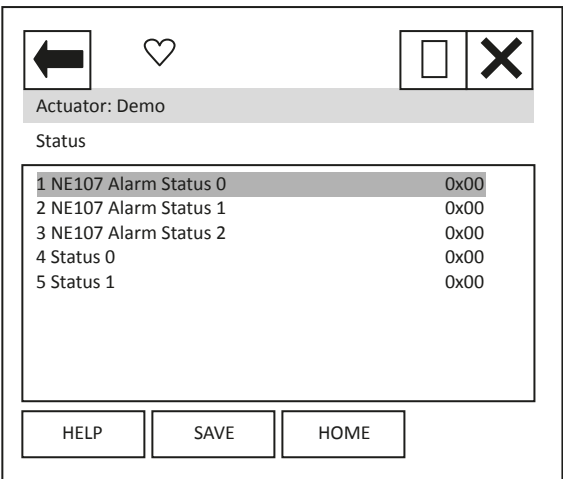 Actuator: Demo
Status
1 NE107 Alarm Status 0 0x00
2 NE107 Alarm Status 1 0x00
3 NE107 Alarm Status 2 0x00
4 Status 0 0x00
5 Status 1 0x00
HELP SAVE HOME